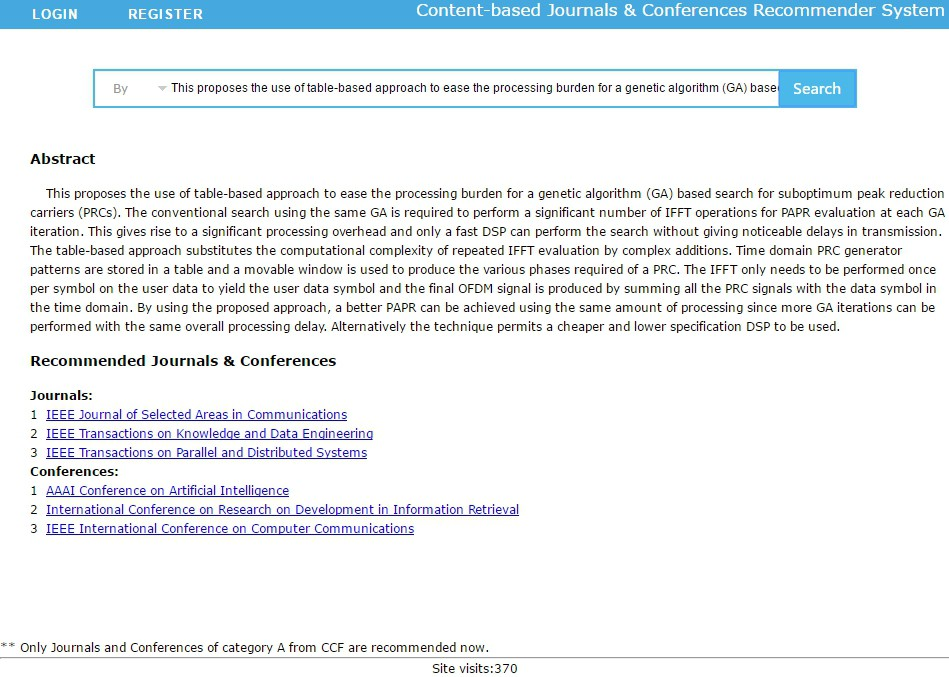 LOGIN REGISTER Content-based Journals & Conferences Recommender System
By This proposes the use of table-based approach to ease the processing burden for a genetic algorithm (GA) base Search
Abstract
This proposes the use of table-based approach to ease the processing burden for a genetic algorithm (GA) based search for suboptimum peak reduction
carriers (PRCs). The conventional search using the same GA is required to perform a significant number of IFFT operations for PAPR evaluation at each GA
iteration. This gives rise to a significant processing overhead and only a fast DSP can perform the search without giving noticeable delays in transmission.
The table-based approach substitutes the computational complexity of repeated IFFT evaluation by complex additions. Time domain PRC generator
patterns are stored in a table and a movable window is used to produce the various phases required of a PRC. The IFFT only needs to be performed once
per symbol on the user data to yield the user data symbol and the final OFDM signal is produced by summing all the PRC signals with the data symbol in
the time domain. By using the proposed approach, a better PAPR can be achieved using the same amount of processing since more GA iterations can be
performed with the same overall processing delay. Alternatively the technique permits a cheaper and lower specification DSP to be used.
Recommended Journals & Conferences
Journals:
1 IEEE Journal of Selected Areas in Communications
2 IEEE Transactions on Knowledge and Data Engineering
3 IEEE Transactions on Parallel and Distributed Systems
Conferences:
1 AAAI Conference on Artificial Intelligence
2 International Conference on Research on Development in Information Retrieval
3 IEEE International Conference on Computer Communications
** Only Journals and Conferences of category A from CCF are recommended now.
Site visits:370